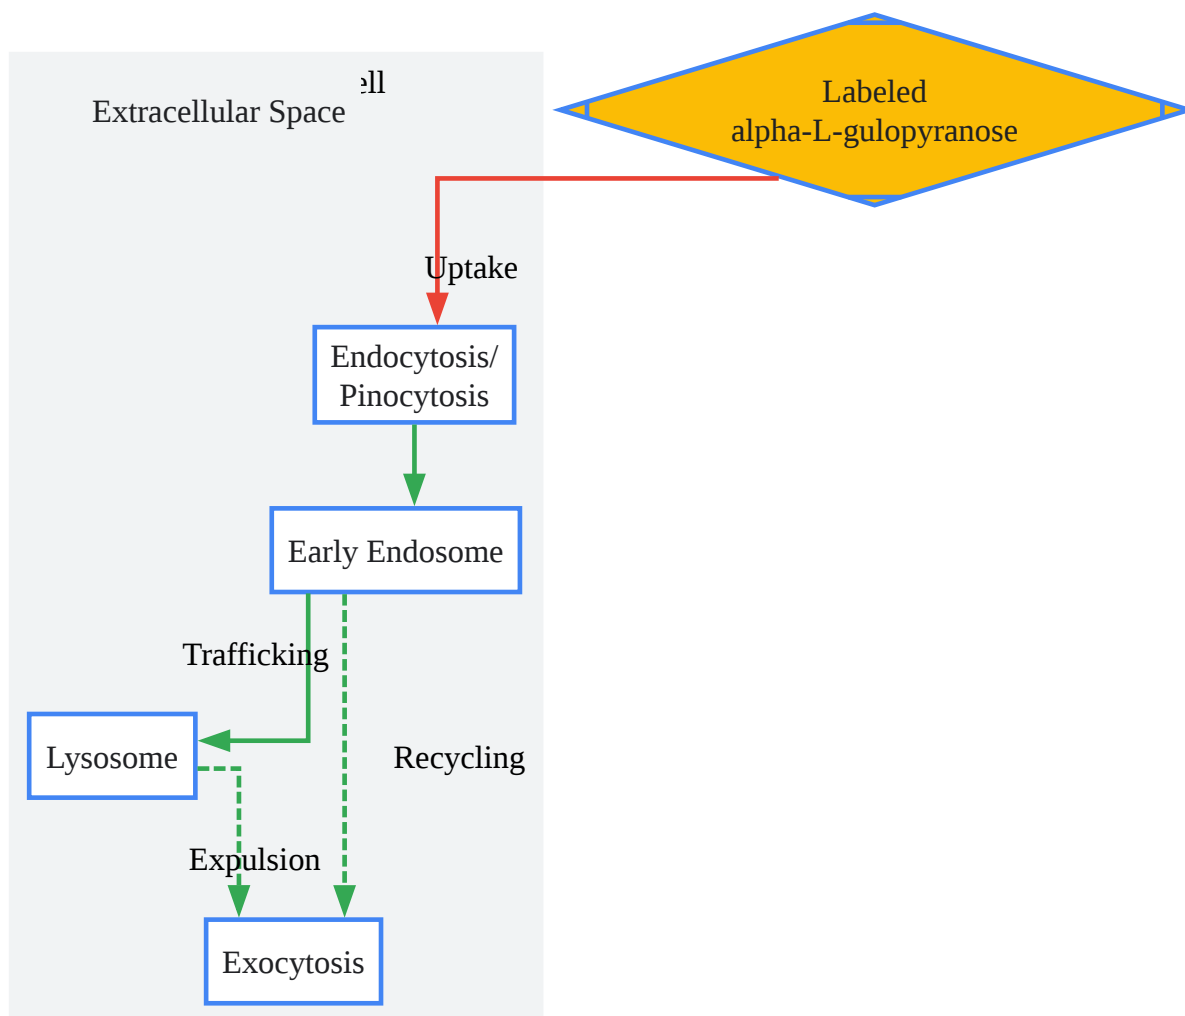 Extracellular Space
Labeled
alpha-L-gulopyranose
Uptake
Endocytosis/
Pinocytosis
Early Endosome
Trafficking
Lysosome
Recycling
Expulsion
Exocytosis